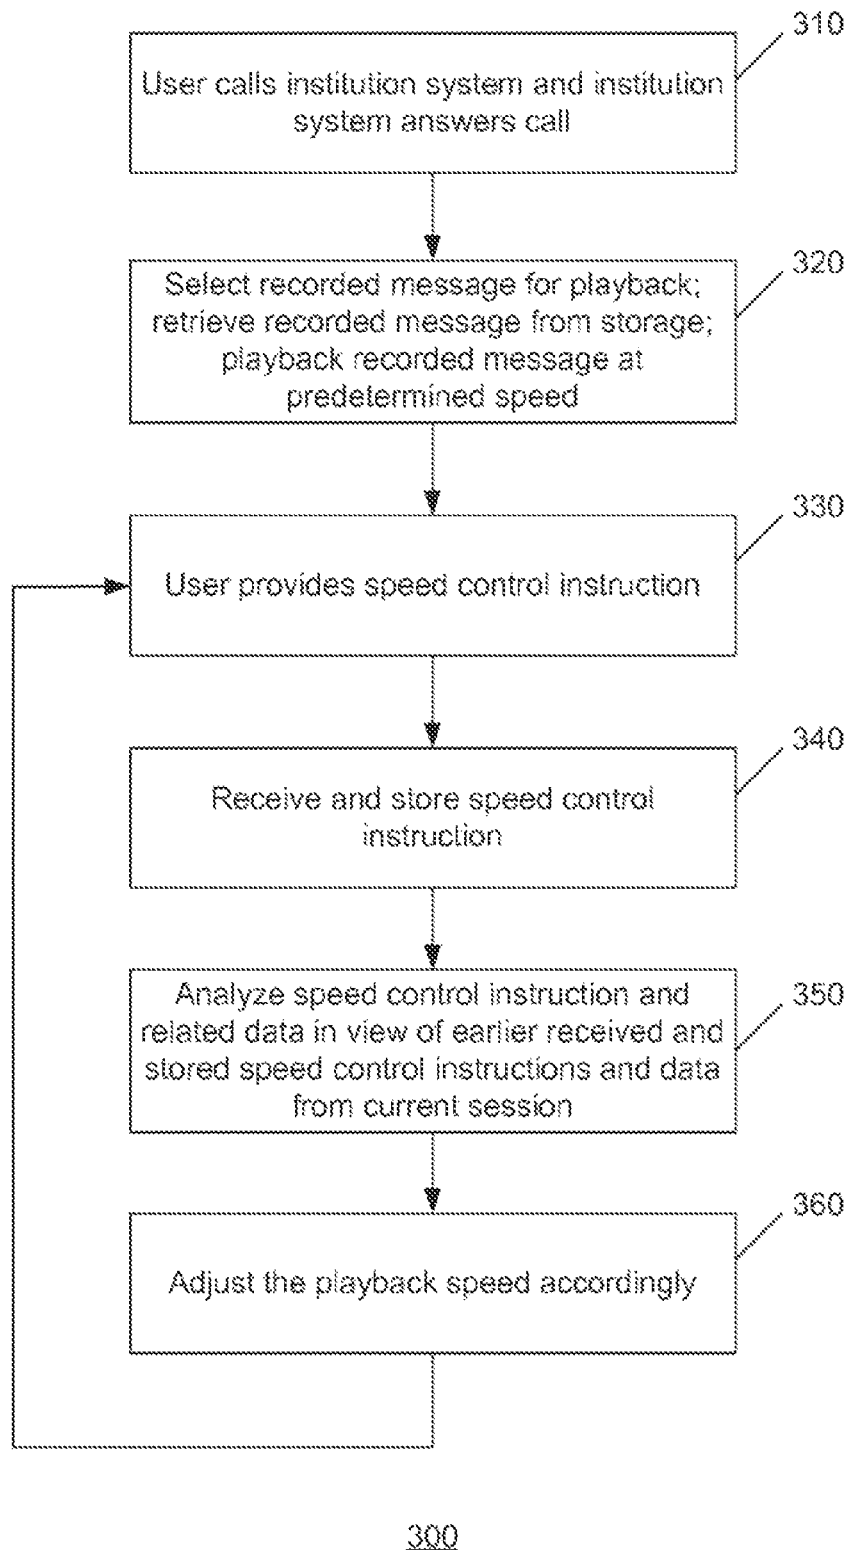 310
User calls institution system and institution
system answers call
320
Select recorded message for playback;
retrieve recorded message from storage;
playback recorded message at
predetermined speed
330
User provides speed control instruction
340
Receive and store speed control
instruction
350
Analyze speed control instruction and
related data in view of earlier received and
stored speed control instructions and data
from current session
360
Adjust the playback speed accordingly
300